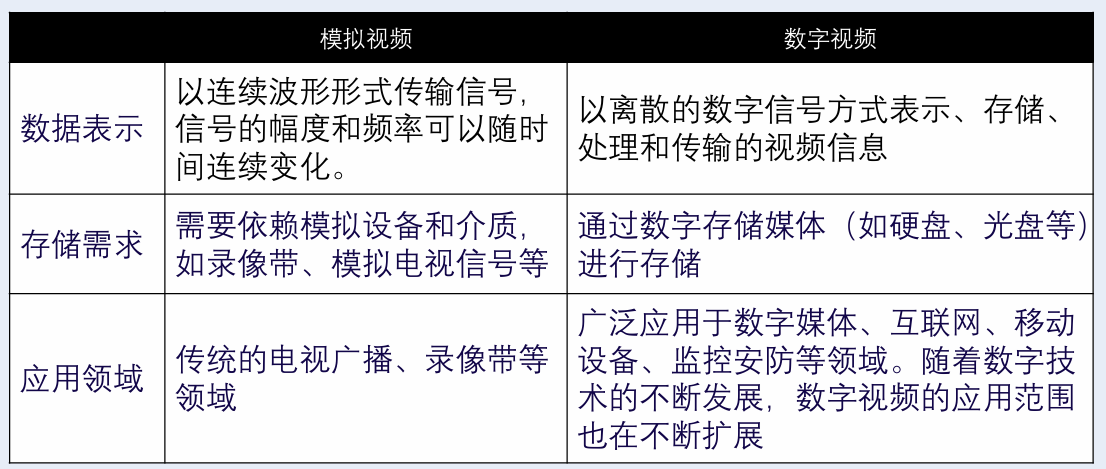 模拟视频
数字视频
数据表示
以连续波形形式传输信号,
信号的幅度和频率可以随时
间连续变化。
以离散的数字信号方式表示、存储、
处理和传输的视频信息
存储需求
需要依赖模拟设备和介质,
如录像带、模拟电视信号等
通过数字存储媒体（如硬盘、光盘等）
进行存储
应用领域
传统的电视广播、录像带等
领域
广泛应用于数字媒体、互联网、移动
设备、监控安防等领域。随着数字技
术的不断发展，数字视频的应用范围
也在不断扩展